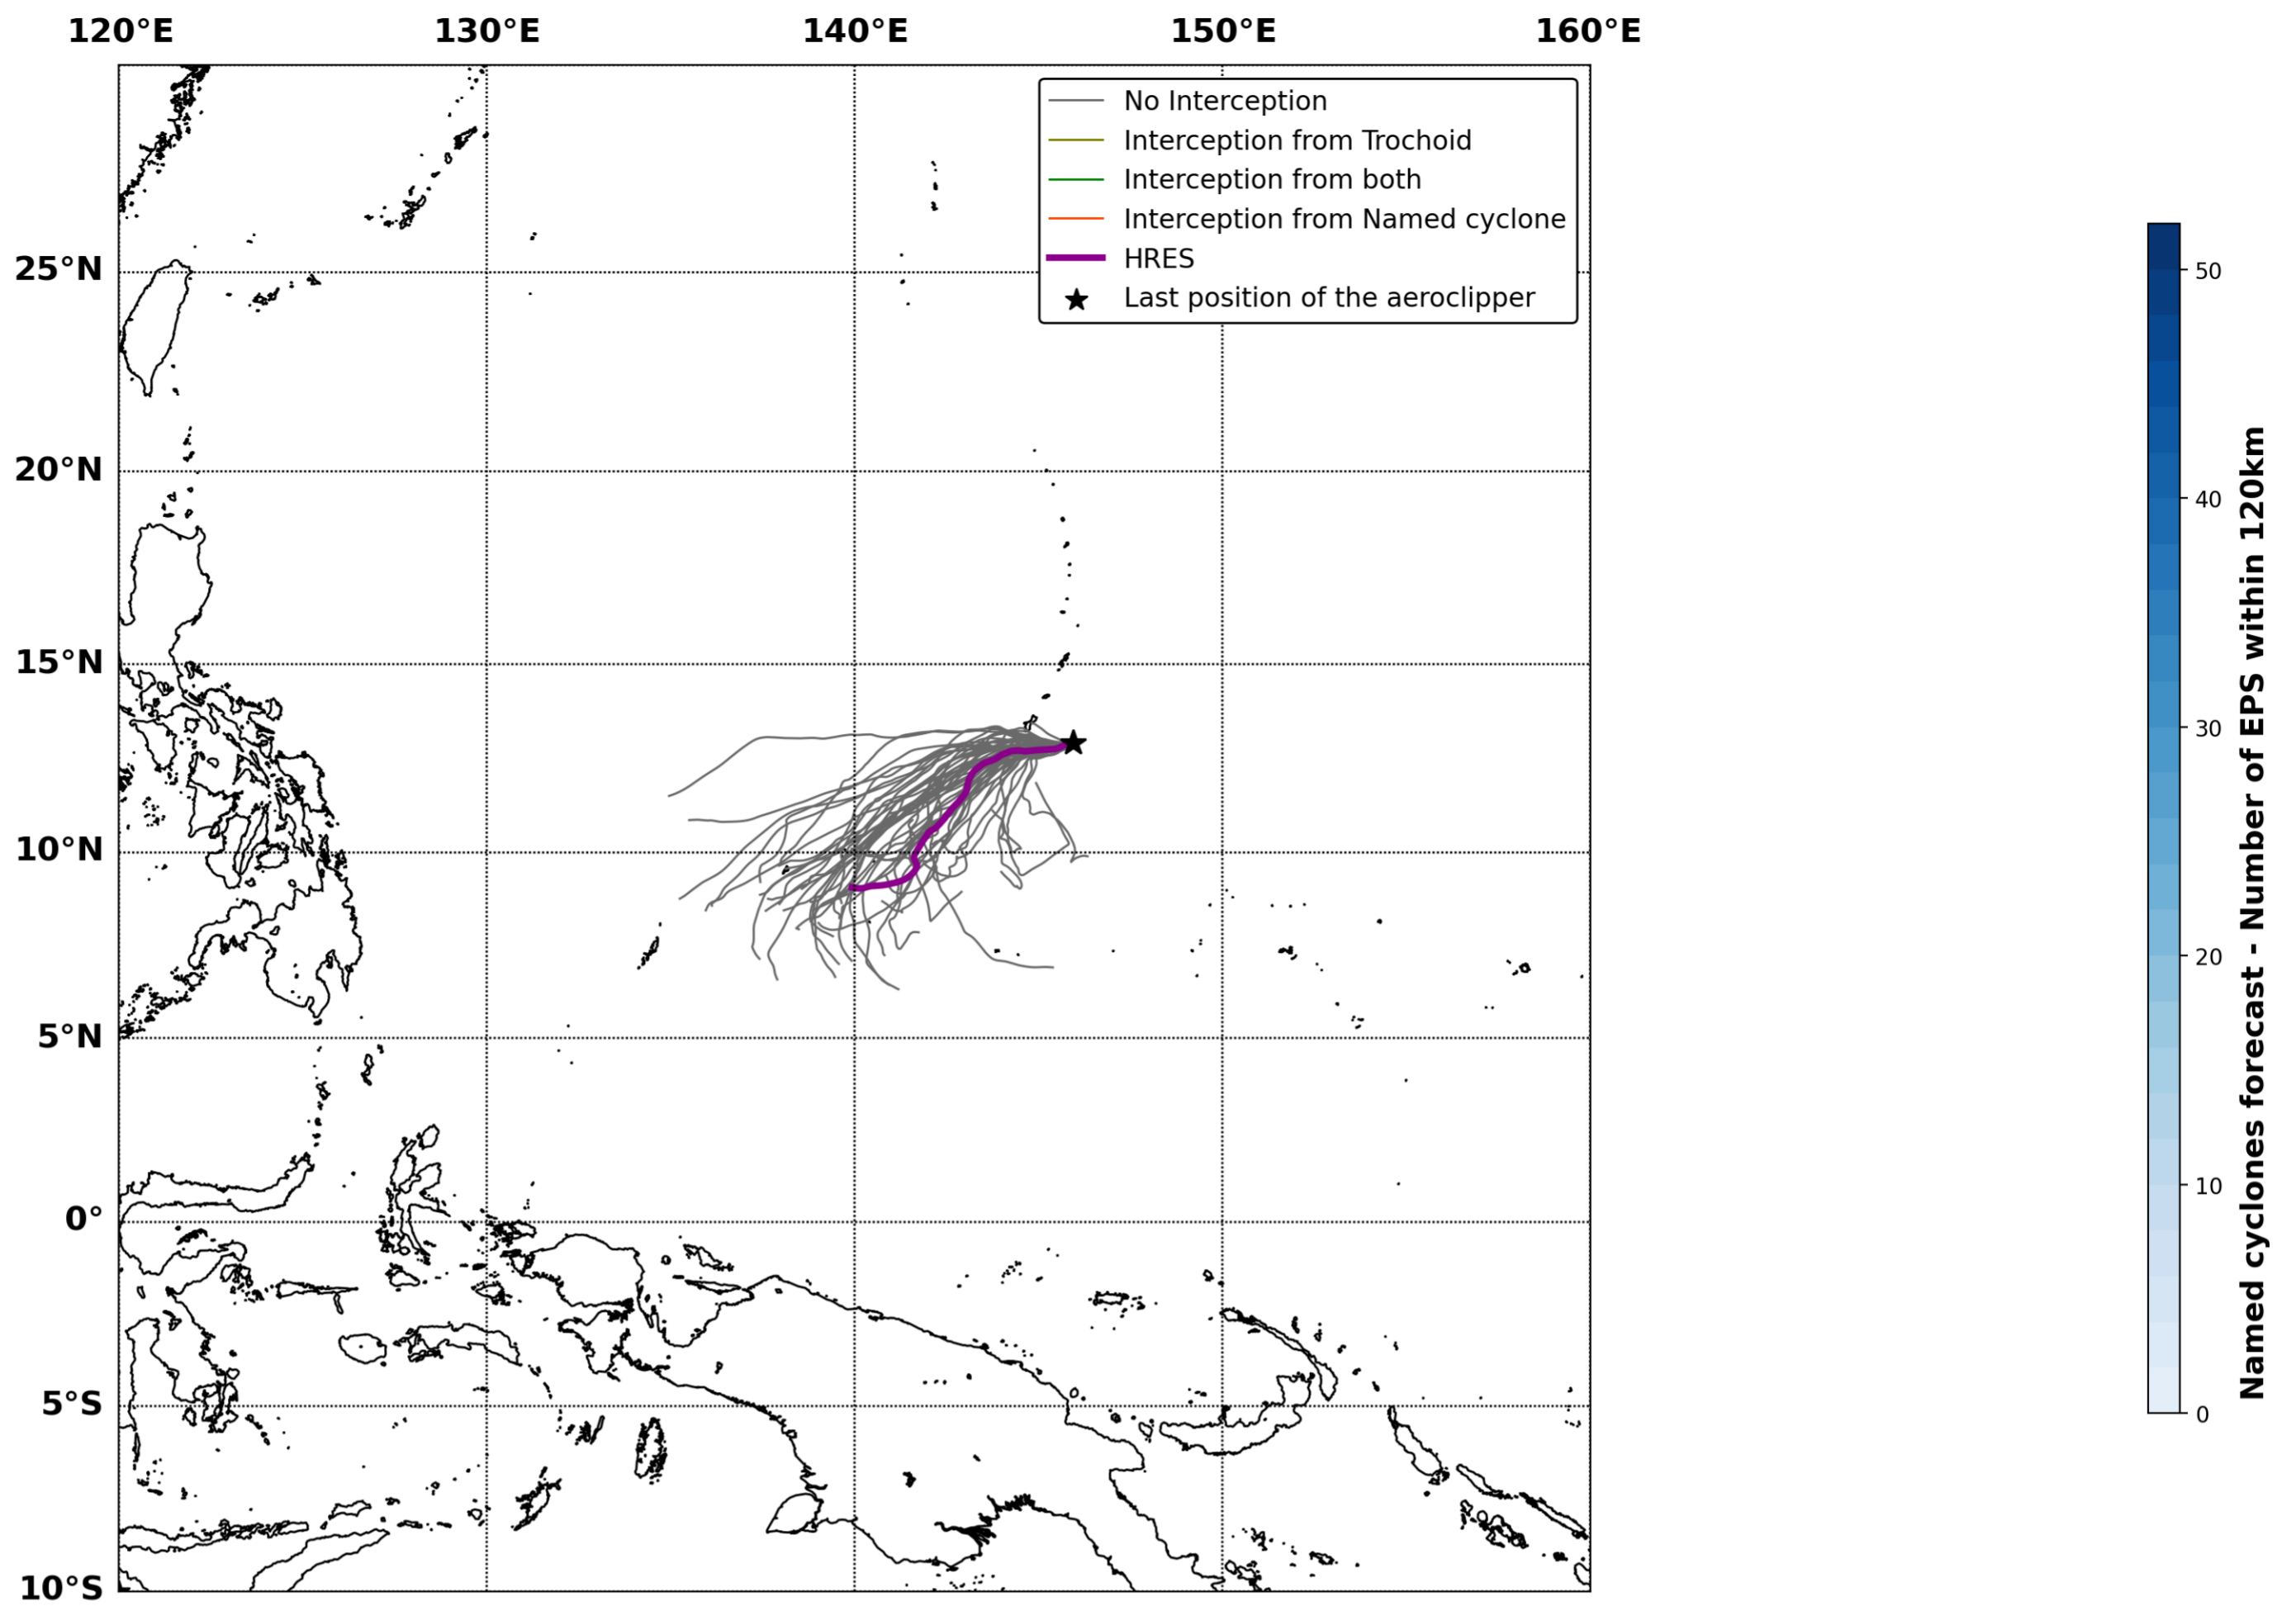 120°E 130°E 140°E 150°E 160°E
No Interception
Interception from Trochoid
Interception from both
Interception from Named cyclone
HRES
Last position of the aeroclipper
25°N
20°N
15°N
10°N
5°N
0°
5°S
10°S
50
40
30
20
10
0
Named cyclones forecast - Number of EPS within 120km